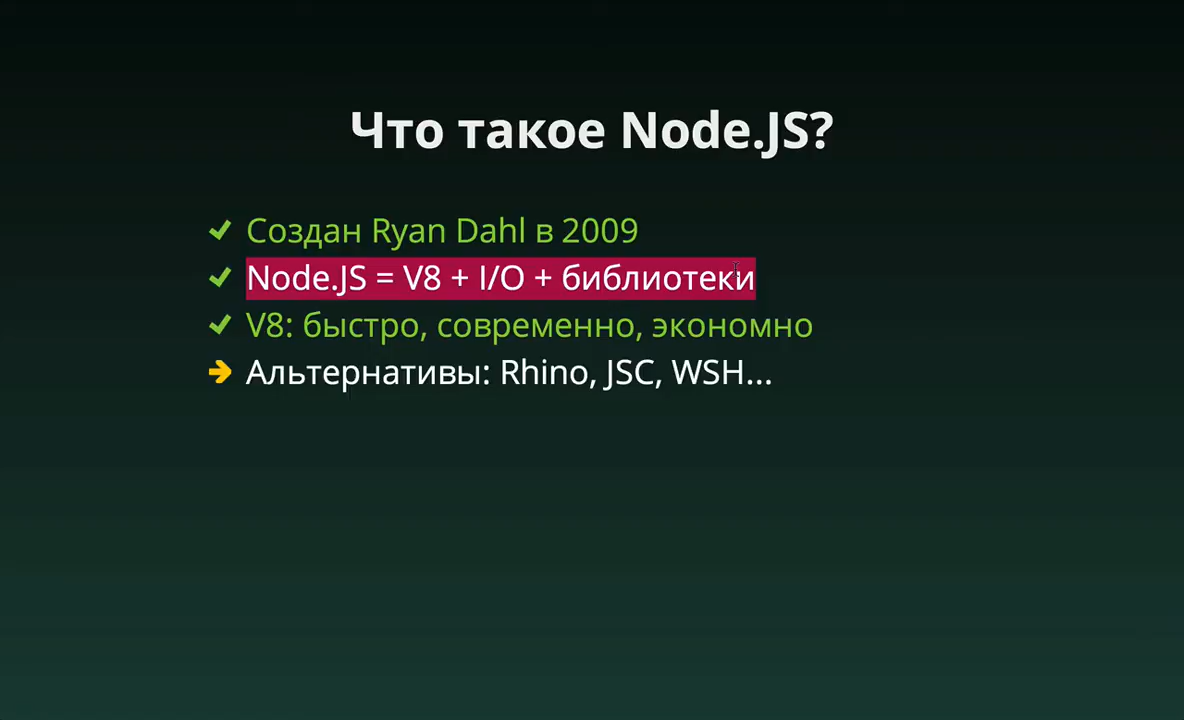 Что такое Node.JS?
Создан Ryan Dahl в 2009
Node.JS = V8 + I/O + библиотеки
V8: быстро, современно, экономно
Альтернативы: Rhino, JSC, WSH...